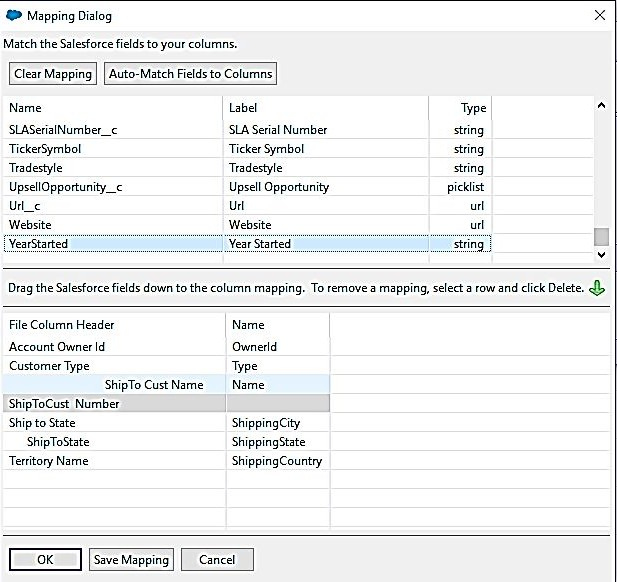 Mapping Dialog
Match the Salesforce fields to your columns.
Clear Mapping Auto-Match Fields to Columns
Name Label Type
SLASerialNumber__c SLA Serial Number string
TickerSymbol Ticker Symbol string
Tradestyle Tradestyle string
UpsellOpportunity__c Upsell Opportunity picklist
Url__c Url url
Website Website url
YearStarted Year Started string
Drag the Salesforce fields down to the column mapping. To remove a mapping, select a row and click Delete.
File Column Header Name
Account Owner Id OwnerId
Customer Type Type
ShipTo Cust Name Name
ShipToCust Number
Ship to State ShippingCity
ShipToState ShippingState
Territory Name ShippingCountry
OK Save Mapping Cancel